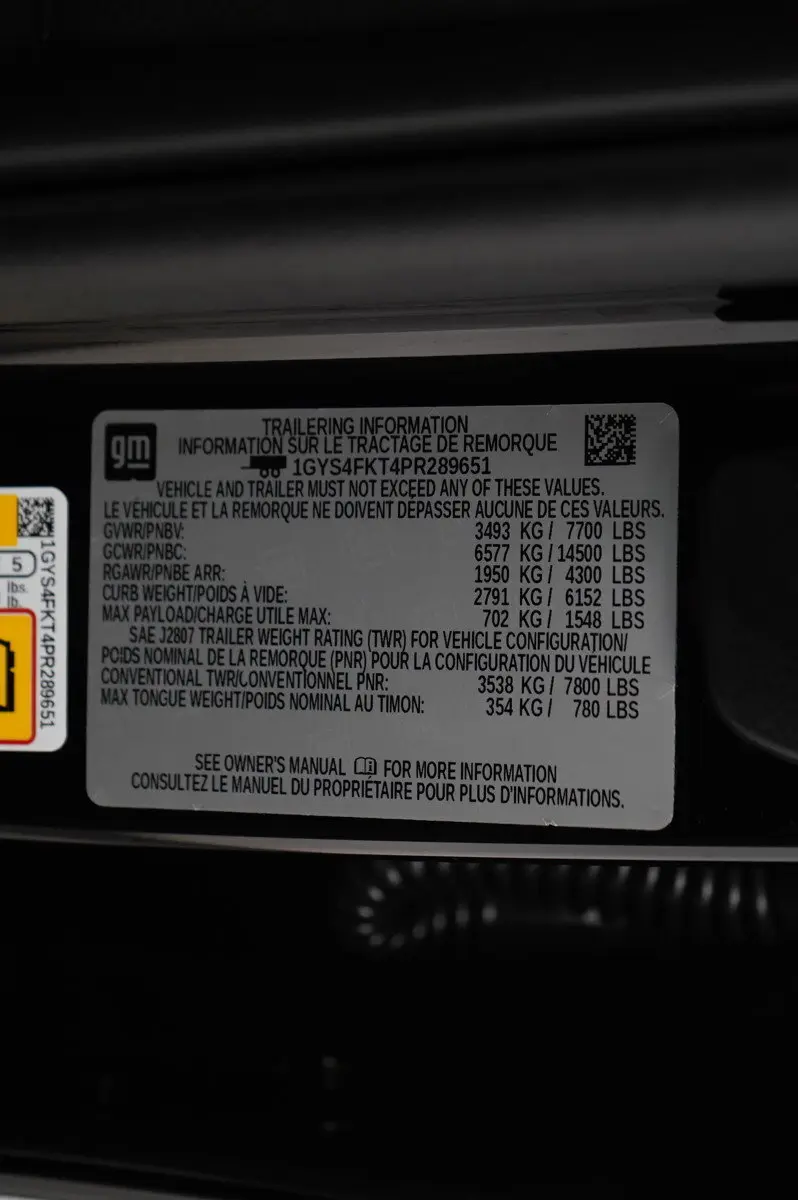 gm
TRAILERING INFORMATION
INFORMATION SUR LE TRACTAGE DE REMORQUE
1GYS4FKT4PR289651
VEHICLE AND TRAILER MUST NOT EXCEED ANY OF THESE VALUES.
LE VÉHICULE ET LA REMORQUE NE DOIVENT DÉPASSER AUCUNE DE CES VALEURS.
GVWR/PNBV: 3493 KG / 7700 LBS
GCWR/PNBC: 6577 KG / 14500 LBS
RGAWR/PNBE ARR: 1950 KG / 4300 LBS
CURB WEIGHT/POIDS À VIDE: 2791 KG / 6152 LBS
MAX PAYLOAD/CHARGE UTILE MAX: 702 KG / 1548 LBS
SAE J2807 TRAILER WEIGHT RATING (TWR) FOR VEHICLE CONFIGURATION/
POIDS NOMINAL DE LA REMORQUE (PNR) POUR LA CONFIGURATION DU VÉHICULE
CONVENTIONAL TWR/CONVENTIONNEL PNR: 3538 KG / 7800 LBS
MAX TONGUE WEIGHT/POIDS NOMINAL AU TIMON: 354 KG / 780 LBS
SEE OWNER'S MANUAL FOR MORE INFORMATION
CONSULTEZ LE MANUEL DU PROPRIÉTAIRE POUR PLUS D'INFORMATIONS.
5
lbs.
lb.
1GYS4FKT4PR289651